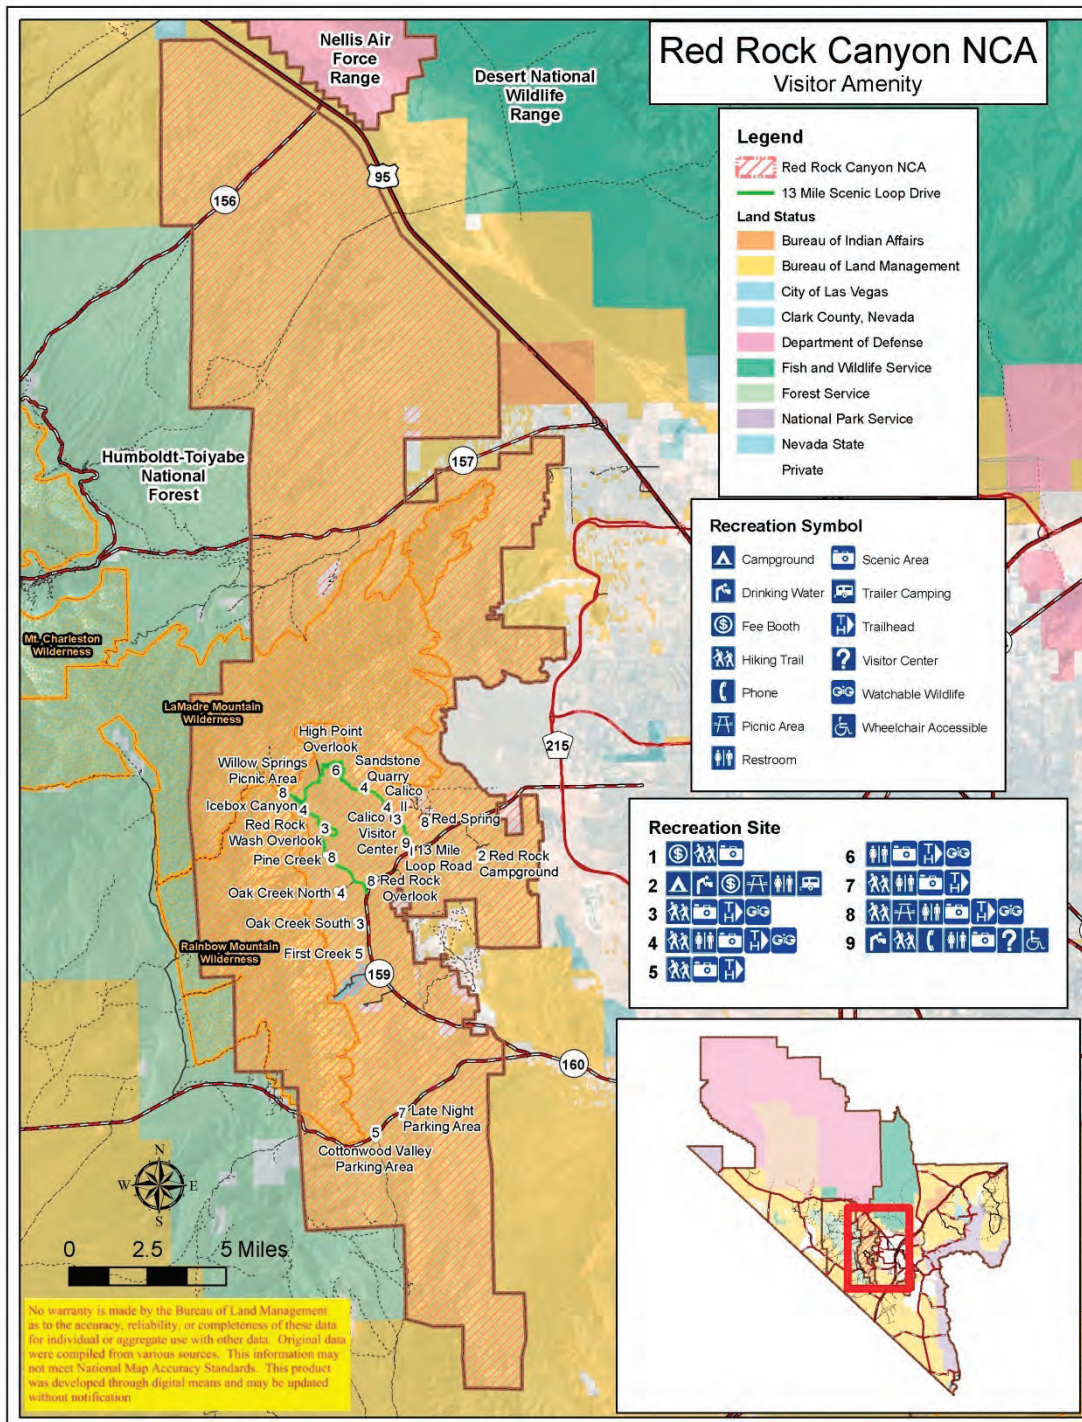 Red Rock Canyon NCA
Visitor Amenity
Nellis Air
Force
Range
Desert National
Wildlife
Range
Legend
Red Rock Canyon NCA
13 Mile Scenic Loop Drive
Land Status
Bureau of Indian Affairs
Bureau of Land Management
City of Las Vegas
Clark County, Nevada
Department of Defense
Fish and Wildlife Service
Forest Service
National Park Service
Nevada State
Private
95
156
157
Humboldt-Toiyabe
National
Forest
Recreation Symbol
Campground
Drinking Water
Fee Booth
Hiking Trail
Phone
Picnic Area
Restroom
Scenic Area
Trailer Camping
Trailhead
Visitor Center
Watchable Wildlife
Wheelchair Accessible
Mt. Charleston
Wilderness
LaMadre Mountain
Wilderness
215
High Point
Overlook
6
Willow Springs
Picnic Area
8
Sandstone
Quarry
4
Calico
II
4
Icebox Canyon
4
Calico I
3
8 Red Spring
Red Rock
Wash Overlook
3
Visitor
Center
9
1 13 Mile
Loop Road
Pine Creek
8
2 Red Rock
Campground
8 Red Rock
Overlook
Oak Creek North 4
Oak Creek South 3
Rainbow Mountain
Wilderness
First Creek 5
159
160
7 Late Night
Parking Area
5
Cottonwood Valley
Parking Area
Recreation Site
1
2
3
4
5
6
7
8
9
N
W E
S
0 2.5 5 Miles
No warranty is made by the Bureau of Land Management
as to the accuracy, reliability, or completeness of these data
for individual or aggregate use with other data. Original data
were compiled from various sources. This information may
not meet National Map Accuracy Standards. This product
was developed through digital means and may be updated
without notification